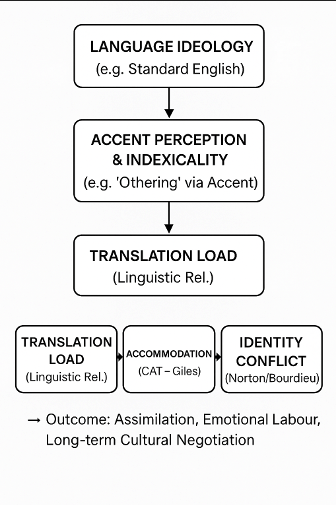 LANGUAGE IDEOLOGY
(e.g. Standard English)
ACCENT PERCEPTION
& INDEXICALITY
(e.g. 'Othering' via Accent)
TRANSLATION LOAD
(Linguistic Rel.)
TRANSLATION
LOAD
(Linguistic Rel.)
ACCOMMODATION
(CAT – Giles)
IDENTITY
CONFLICT
(Norton/Bourdieu)
→ Outcome: Assimilation, Emotional Labour,
Long-term Cultural Negotiation